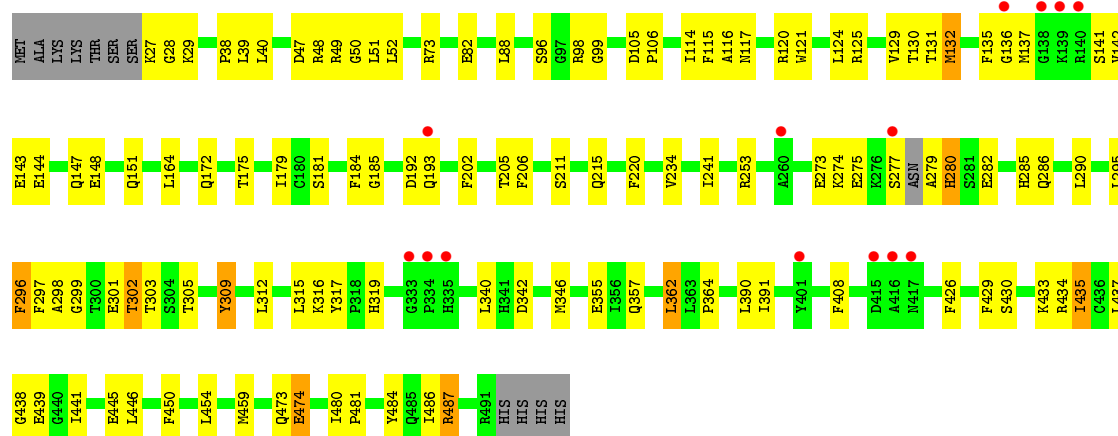 MET ALA LYS LYS THR SER SER K27 G28 K29 P38 L39 L40 D47 R48 R49 G50 L51 L52 R73 E82 L88 S96 G97 R98 G99 D105 P106 I114 F115 A116 N117 R120 W121 L124 R125 V129 T130 T131 M132 F135 G136 M137 G138 K139 R140 S141
E143 E144 Q147 E148 Q151 L164 Q172 T175 I179 C180 S181 F184 G185 D192 Q193 F202 T205 F206 S211 Q215 F220 V234 I241 R253 A260 E273 K274 E275 K276 S277 ASN A279 H280 S281 E282 H285 Q286 L290
F296 F297 A298 G299 T300 E301 T302 T303 S304 T305 Y309 L312 L315 K316 Y317 P318 H319 G333 P334 H335 L340 H341 D342 M346 E355 I356 Q357 L362 L363 P364 L390 I391 Y401 F408 D415 A416 N417 F426 F429 S430 K433 R434 I435 C436
G438 E439 G440 I441 E445 L446 F450 L454 M459 Q473 E474 I480 P481 Y484 Q485 I486 R487 R491 HIS HIS HIS HIS